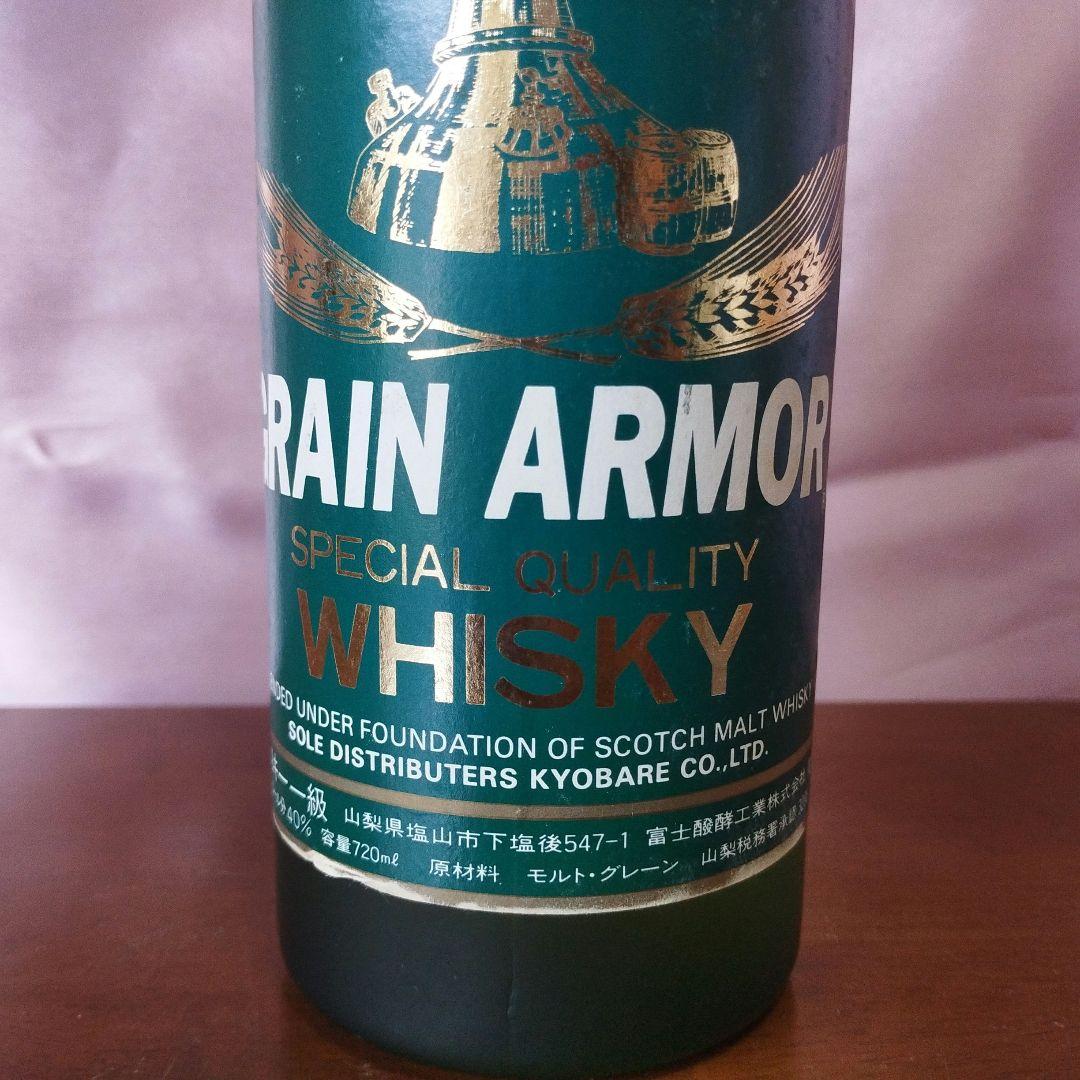 GRAIN ARMOR
SPECIAL QUALITY
WHISKY
UNDER FOUNDATION OF SCOTCH MALT WHISKY
SOLE DISTRIBUTERS KYOBARE CO.,LTD.
一級 山梨県塩山市下塩後547-1 富士醱酵工業株式会社
40% 容量720mℓ 原材料 モルト・グレーン 山梨税務署承認